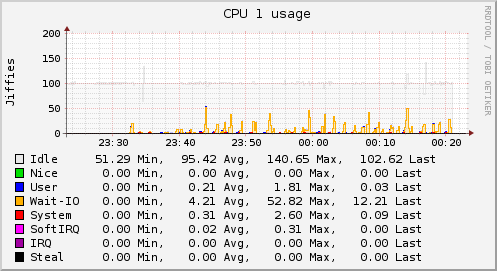 CPU 1 usage
RRDTOOL / TOBI OETIKER
Jiffies
200
150
100
50
0
23:30 23:40 23:50 00:00 00:10 00:20
Idle 51.29 Min, 95.42 Avg, 140.65 Max, 102.62 Last
Nice 0.00 Min, 0.00 Avg, 0.00 Max, 0.00 Last
User 0.00 Min, 0.21 Avg, 1.81 Max, 0.03 Last
Wait-IO 0.00 Min, 4.21 Avg, 52.82 Max, 12.21 Last
System 0.00 Min, 0.31 Avg, 2.60 Max, 0.09 Last
SoftIRQ 0.00 Min, 0.02 Avg, 0.31 Max, 0.00 Last
IRQ 0.00 Min, 0.00 Avg, 0.00 Max, 0.00 Last
Steal 0.00 Min, 0.00 Avg, 0.00 Max, 0.00 Last